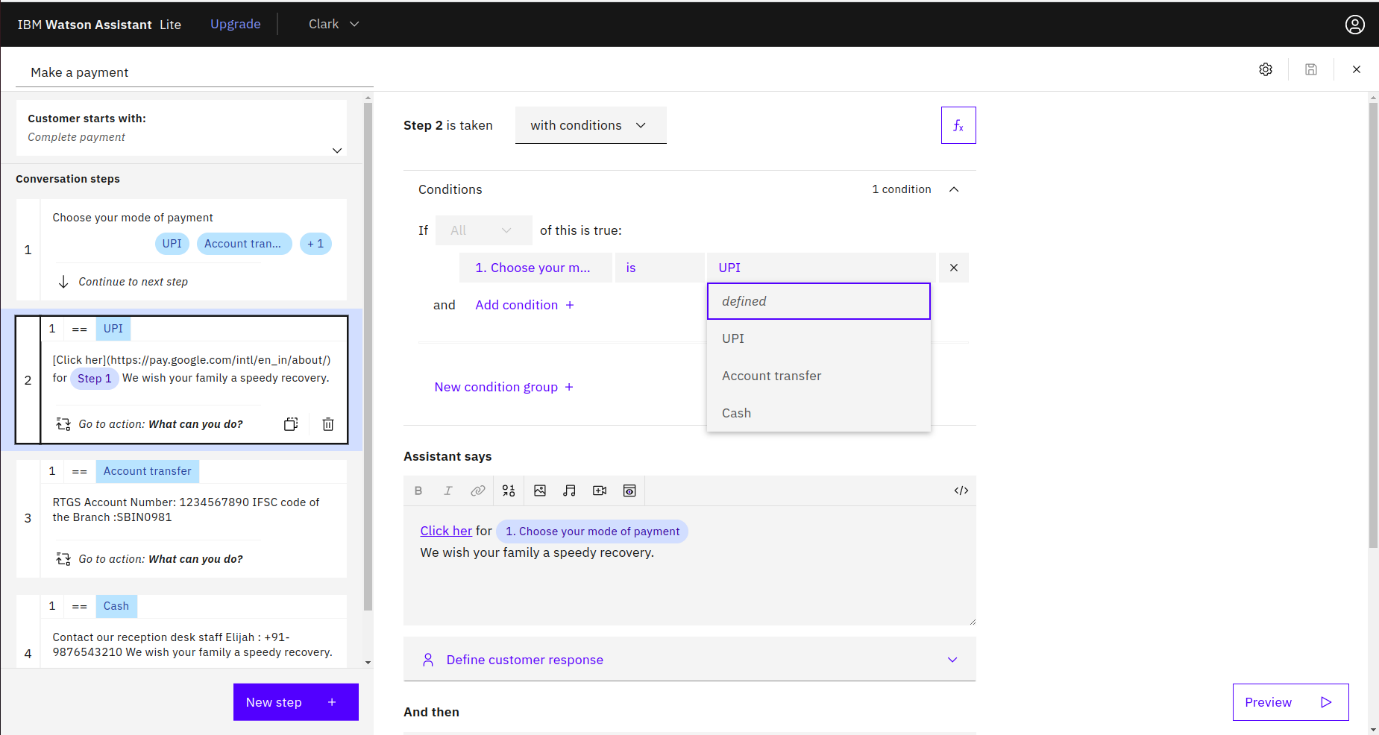 IBM Watson Assistant Lite Upgrade Clark
Make a payment
Customer starts with:
Complete payment
Conversation steps
1
Choose your mode of payment
UPI Account tran... + 1
Continue to next step
2
1 == UPI
[Click her](https://pay.google.com/intl/en_in/about/)
for Step 1 We wish your family a speedy recovery.
Go to action: What can you do?
3
1 == Account transfer
RTGS Account Number: 1234567890 IFSC code of
the Branch :SBIN0981
Go to action: What can you do?
4
1 == Cash
Contact our reception desk staff Elijah : +91-
9876543210 We wish your family a speedy recovery.
New step +
Step 2 is taken with conditions fx
Conditions 1 condition
If All of this is true:
1. Choose your m... is UPI
and Add condition +
defined
UPI
Account transfer
Cash
New condition group +
Assistant says
B I </>
Click her for 1. Choose your mode of payment
We wish your family a speedy recovery.
Define customer response
And then
Preview